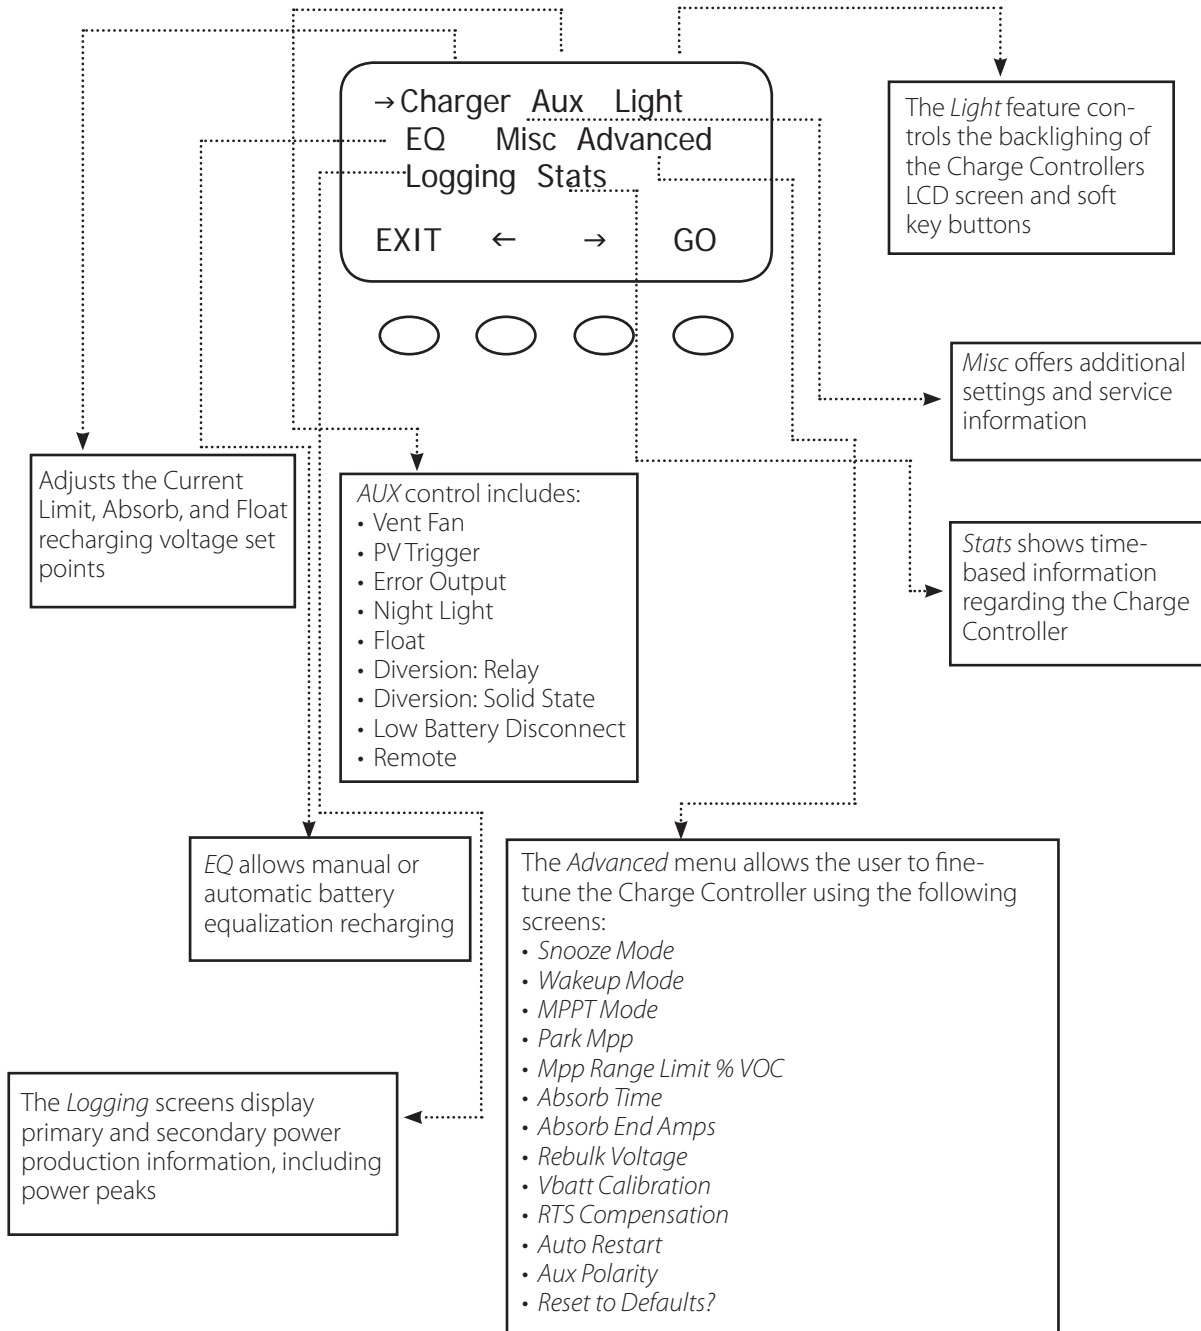 →Charger Aux Light
EQ Misc Advanced
Logging Stats
EXIT ← → GO
The Light feature con-
trols the backlighing of
the Charge Controllers
LCD screen and soft
key buttons
Misc offers additional
settings and service
information
Adjusts the Current
Limit, Absorb, and Float
recharging voltage set
points
AUX control includes:
• Vent Fan
• PV Trigger
• Error Output
• Night Light
• Float
• Diversion: Relay
• Diversion: Solid State
• Low Battery Disconnect
• Remote
Stats shows time-
based information
regarding the Charge
Controller
EQ allows manual or
automatic battery
equalization recharging
The Advanced menu allows the user to fine-
tune the Charge Controller using the following
screens:
• Snooze Mode
• Wakeup Mode
• MPPT Mode
• Park Mpp
• Mpp Range Limit % VOC
• Absorb Time
• Absorb End Amps
• Rebulk Voltage
• Vbatt Calibration
• RTS Compensation
• Auto Restart
• Aux Polarity
• Reset to Defaults?
The Logging screens display
primary and secondary power
production information, including
power peaks